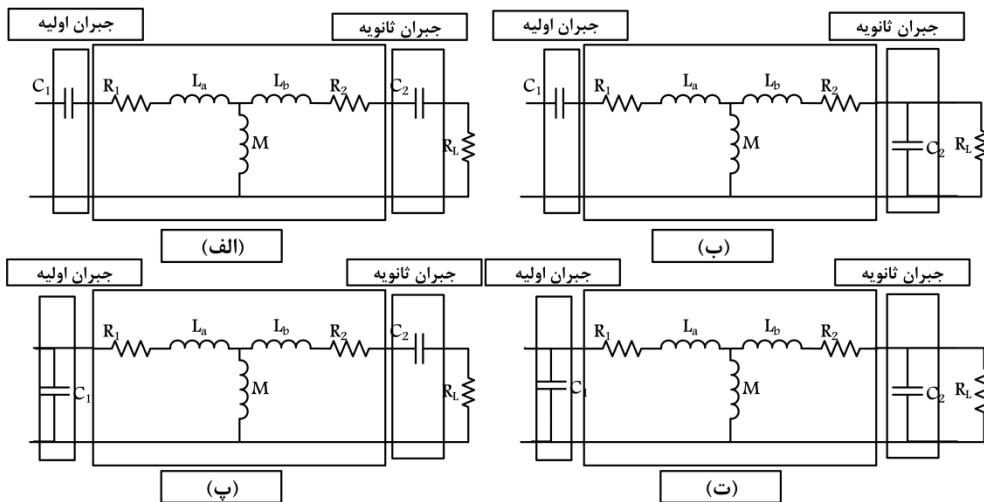 جبران اولیه
جبران ثانویه
C1 R1 La Lb R2 C2
M
RL
(الف)
جبران اولیه
جبران ثانویه
C1 R1 La Lb R2
M
C2 RL
(ب)
جبران اولیه
جبران ثانویه
R1 La Lb R2 C2
C1 M
RL
(پ)
جبران اولیه
جبران ثانویه
R1 La Lb R2
C1 M
C2 RL
(ت)